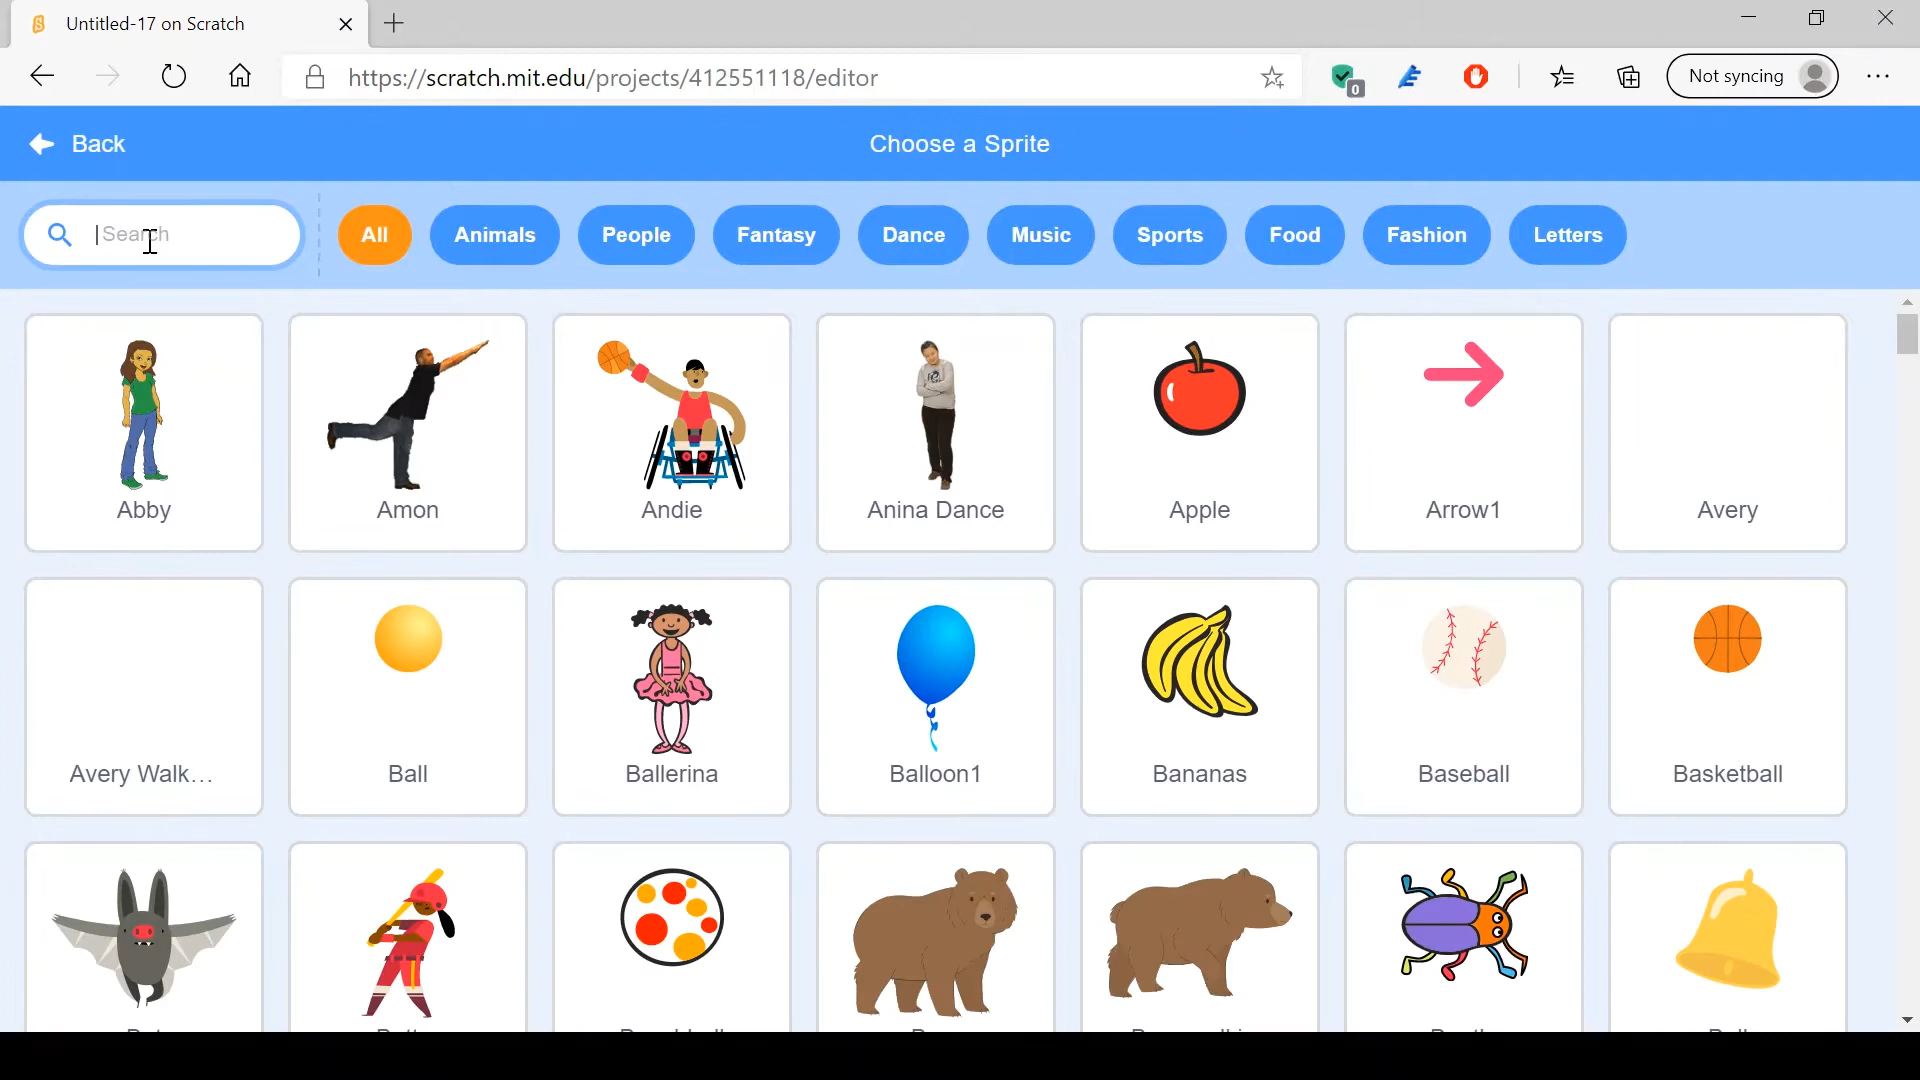 Untitled-17 on Scratch
https://scratch.mit.edu/projects/412551118/editor
0
Not syncing
Back
Choose a Sprite
Search
All
Animals
People
Fantasy
Dance
Music
Sports
Food
Fashion
Letters
Abby
Amon
Andie
Anina Dance
Apple
Arrow1
Avery
Avery Walk...
Ball
Ballerina
Balloon1
Bananas
Baseball
Basketball